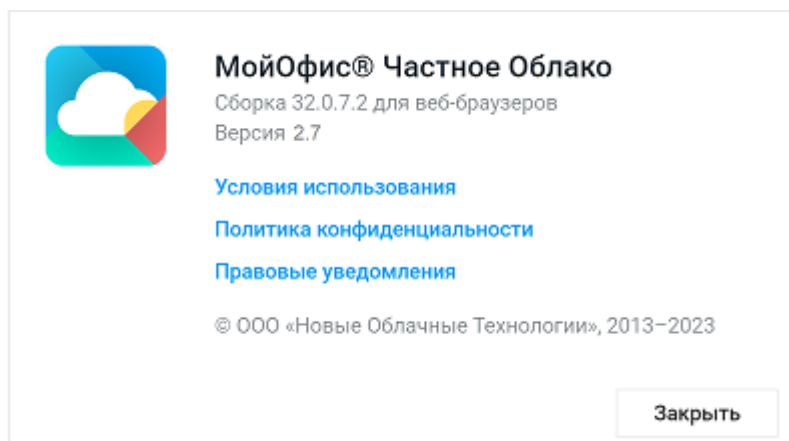 МойОфис® Частное Облако
Сборка 32.0.7.2 для веб-браузеров
Версия 2.7
Условия использования
Политика конфиденциальности
Правовые уведомления
© ООО «Новые Облачные Технологии», 2013–2023
Закрыть